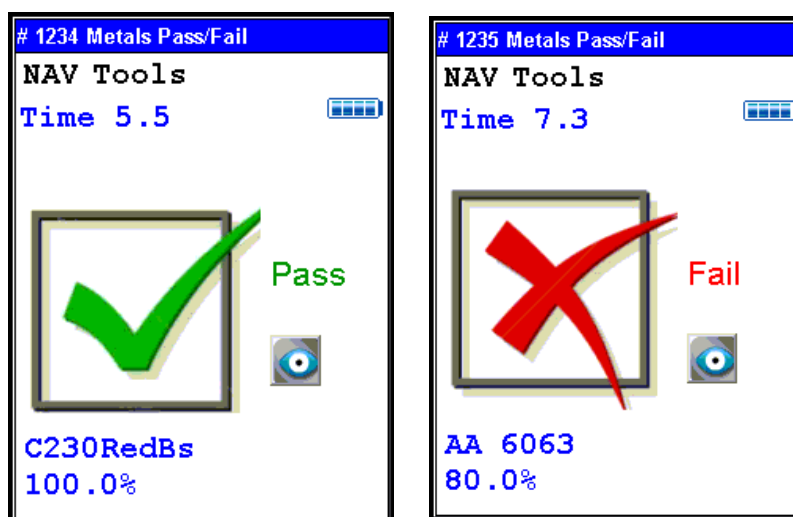 # 1234 Metals Pass/Fail
NAV Tools
Time 5.5
Pass
C230RedBs
100.0%
# 1235 Metals Pass/Fail
NAV Tools
Time 7.3
Fail
AA 6063
80.0%